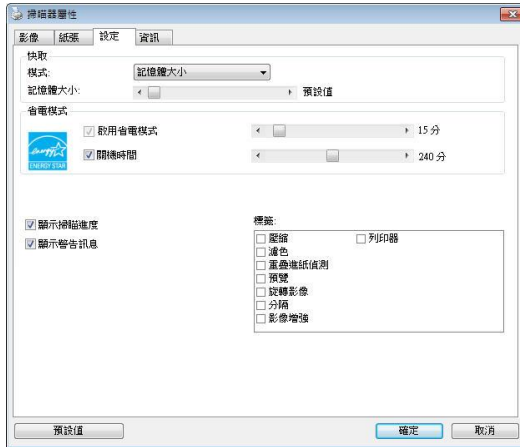 掃瞄器屬性
影像 紙張 設定 資訊
快取
模式: 記憶體大小
記憶體大小: 預設值
省電模式
啟用省電模式 15 分
關機時間 240 分
ENERGY STAR
顯示掃瞄進度
顯示警告訊息
標籤:
壓縮 列印器
濾色
重疊進紙偵測
預覽
旋轉影像
分隔
影像增強
預設值 確定 取消